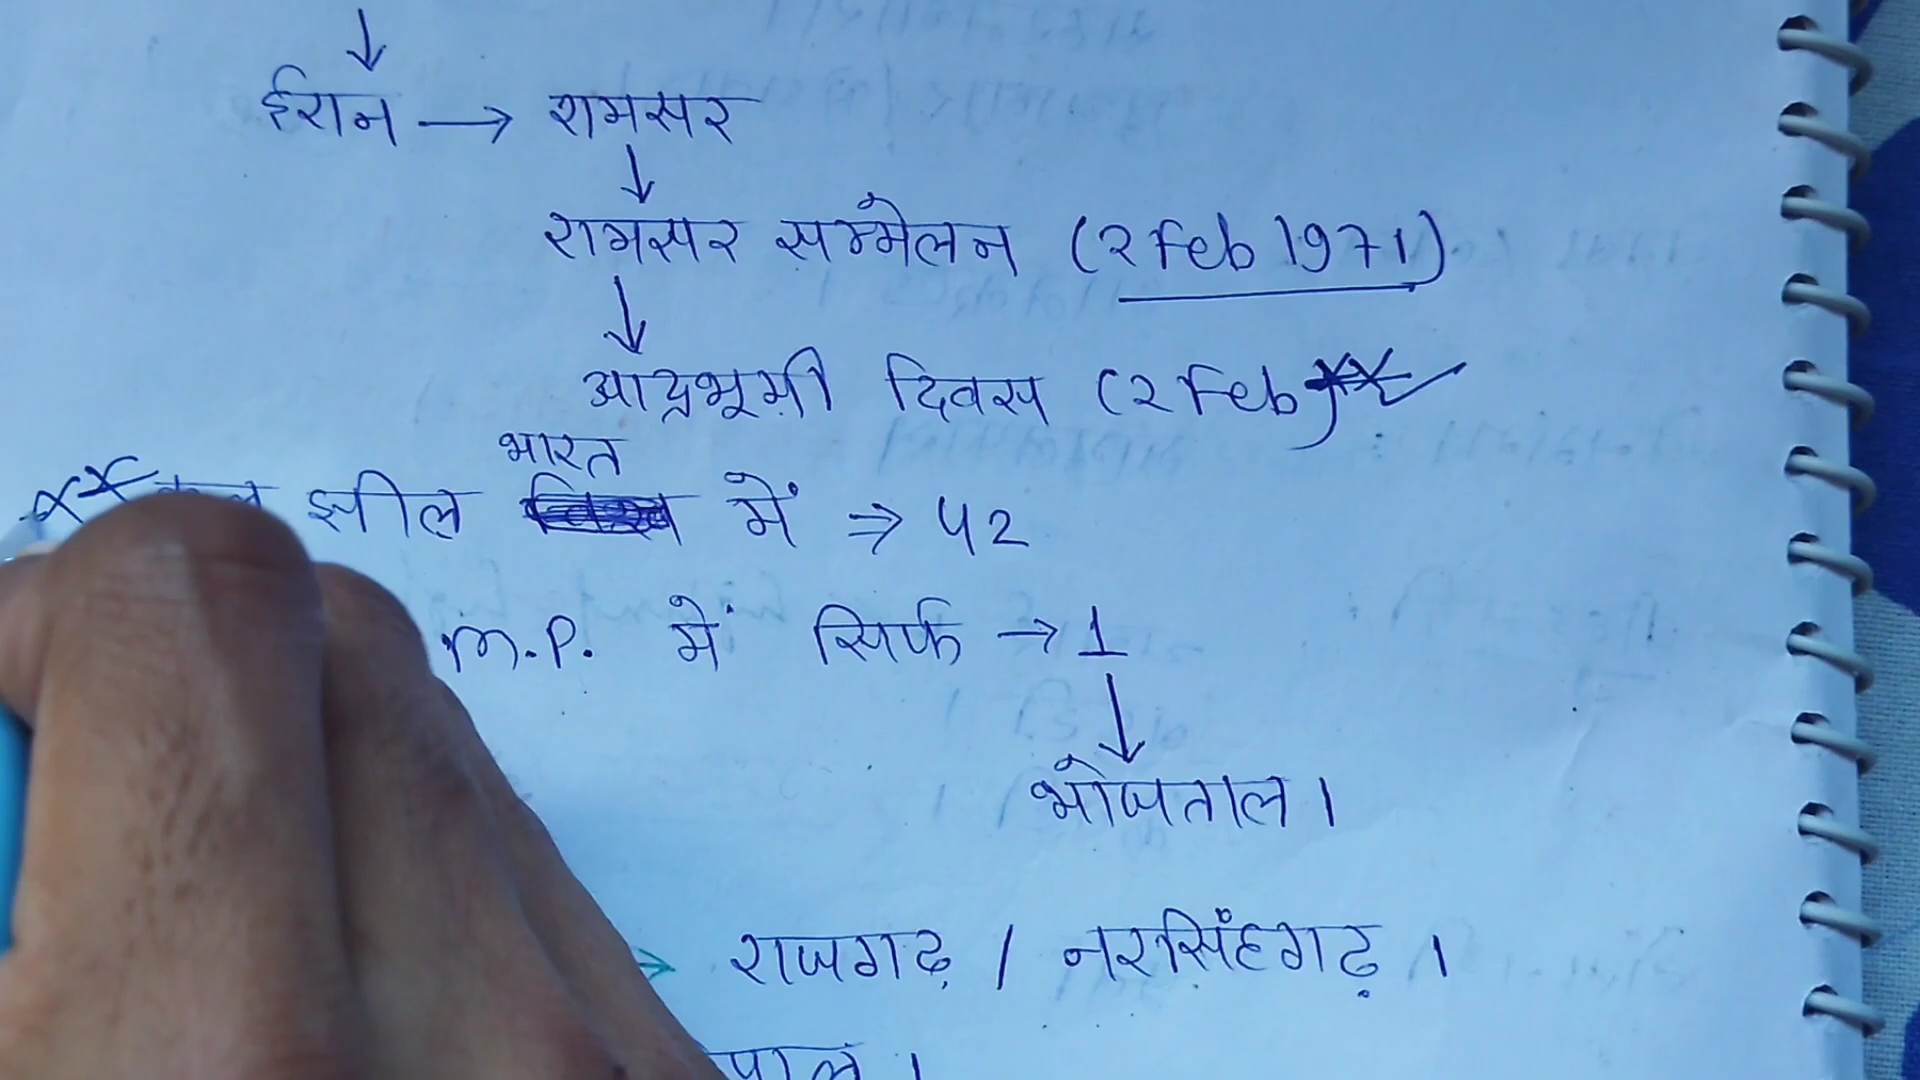 ईरान → रामसर
रामसर सम्मेलन (2 Feb 1971)
आद्रभूमी दिवस (2 Feb)
भारत
झील में ⇒ 42
M.P. में सिर्फ → 1
भोजताल।
राजगढ़ / नरसिंहगढ़ ।